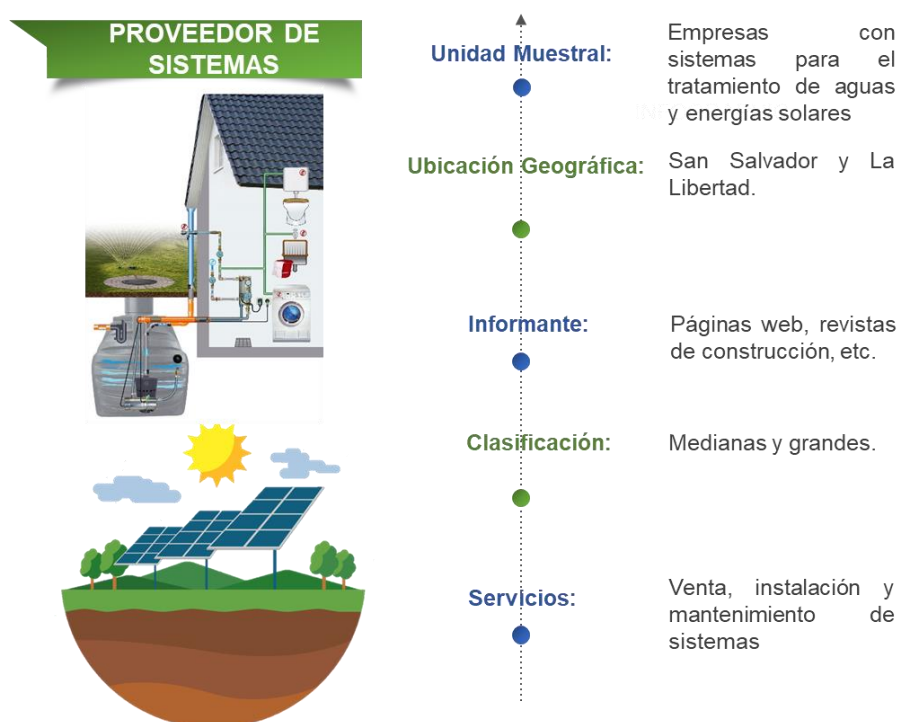 PROVEEDOR DE
SISTEMAS
Unidad Muestral:
Empresas con
sistemas para el
tratamiento de aguas
y energías solares
Ubicación Geográfica:
San Salvador y La
Libertad.
Informante:
Páginas web, revistas
de construcción, etc.
Clasificación:
Medianas y grandes.
Servicios:
Venta, instalación y
mantenimiento de
sistemas